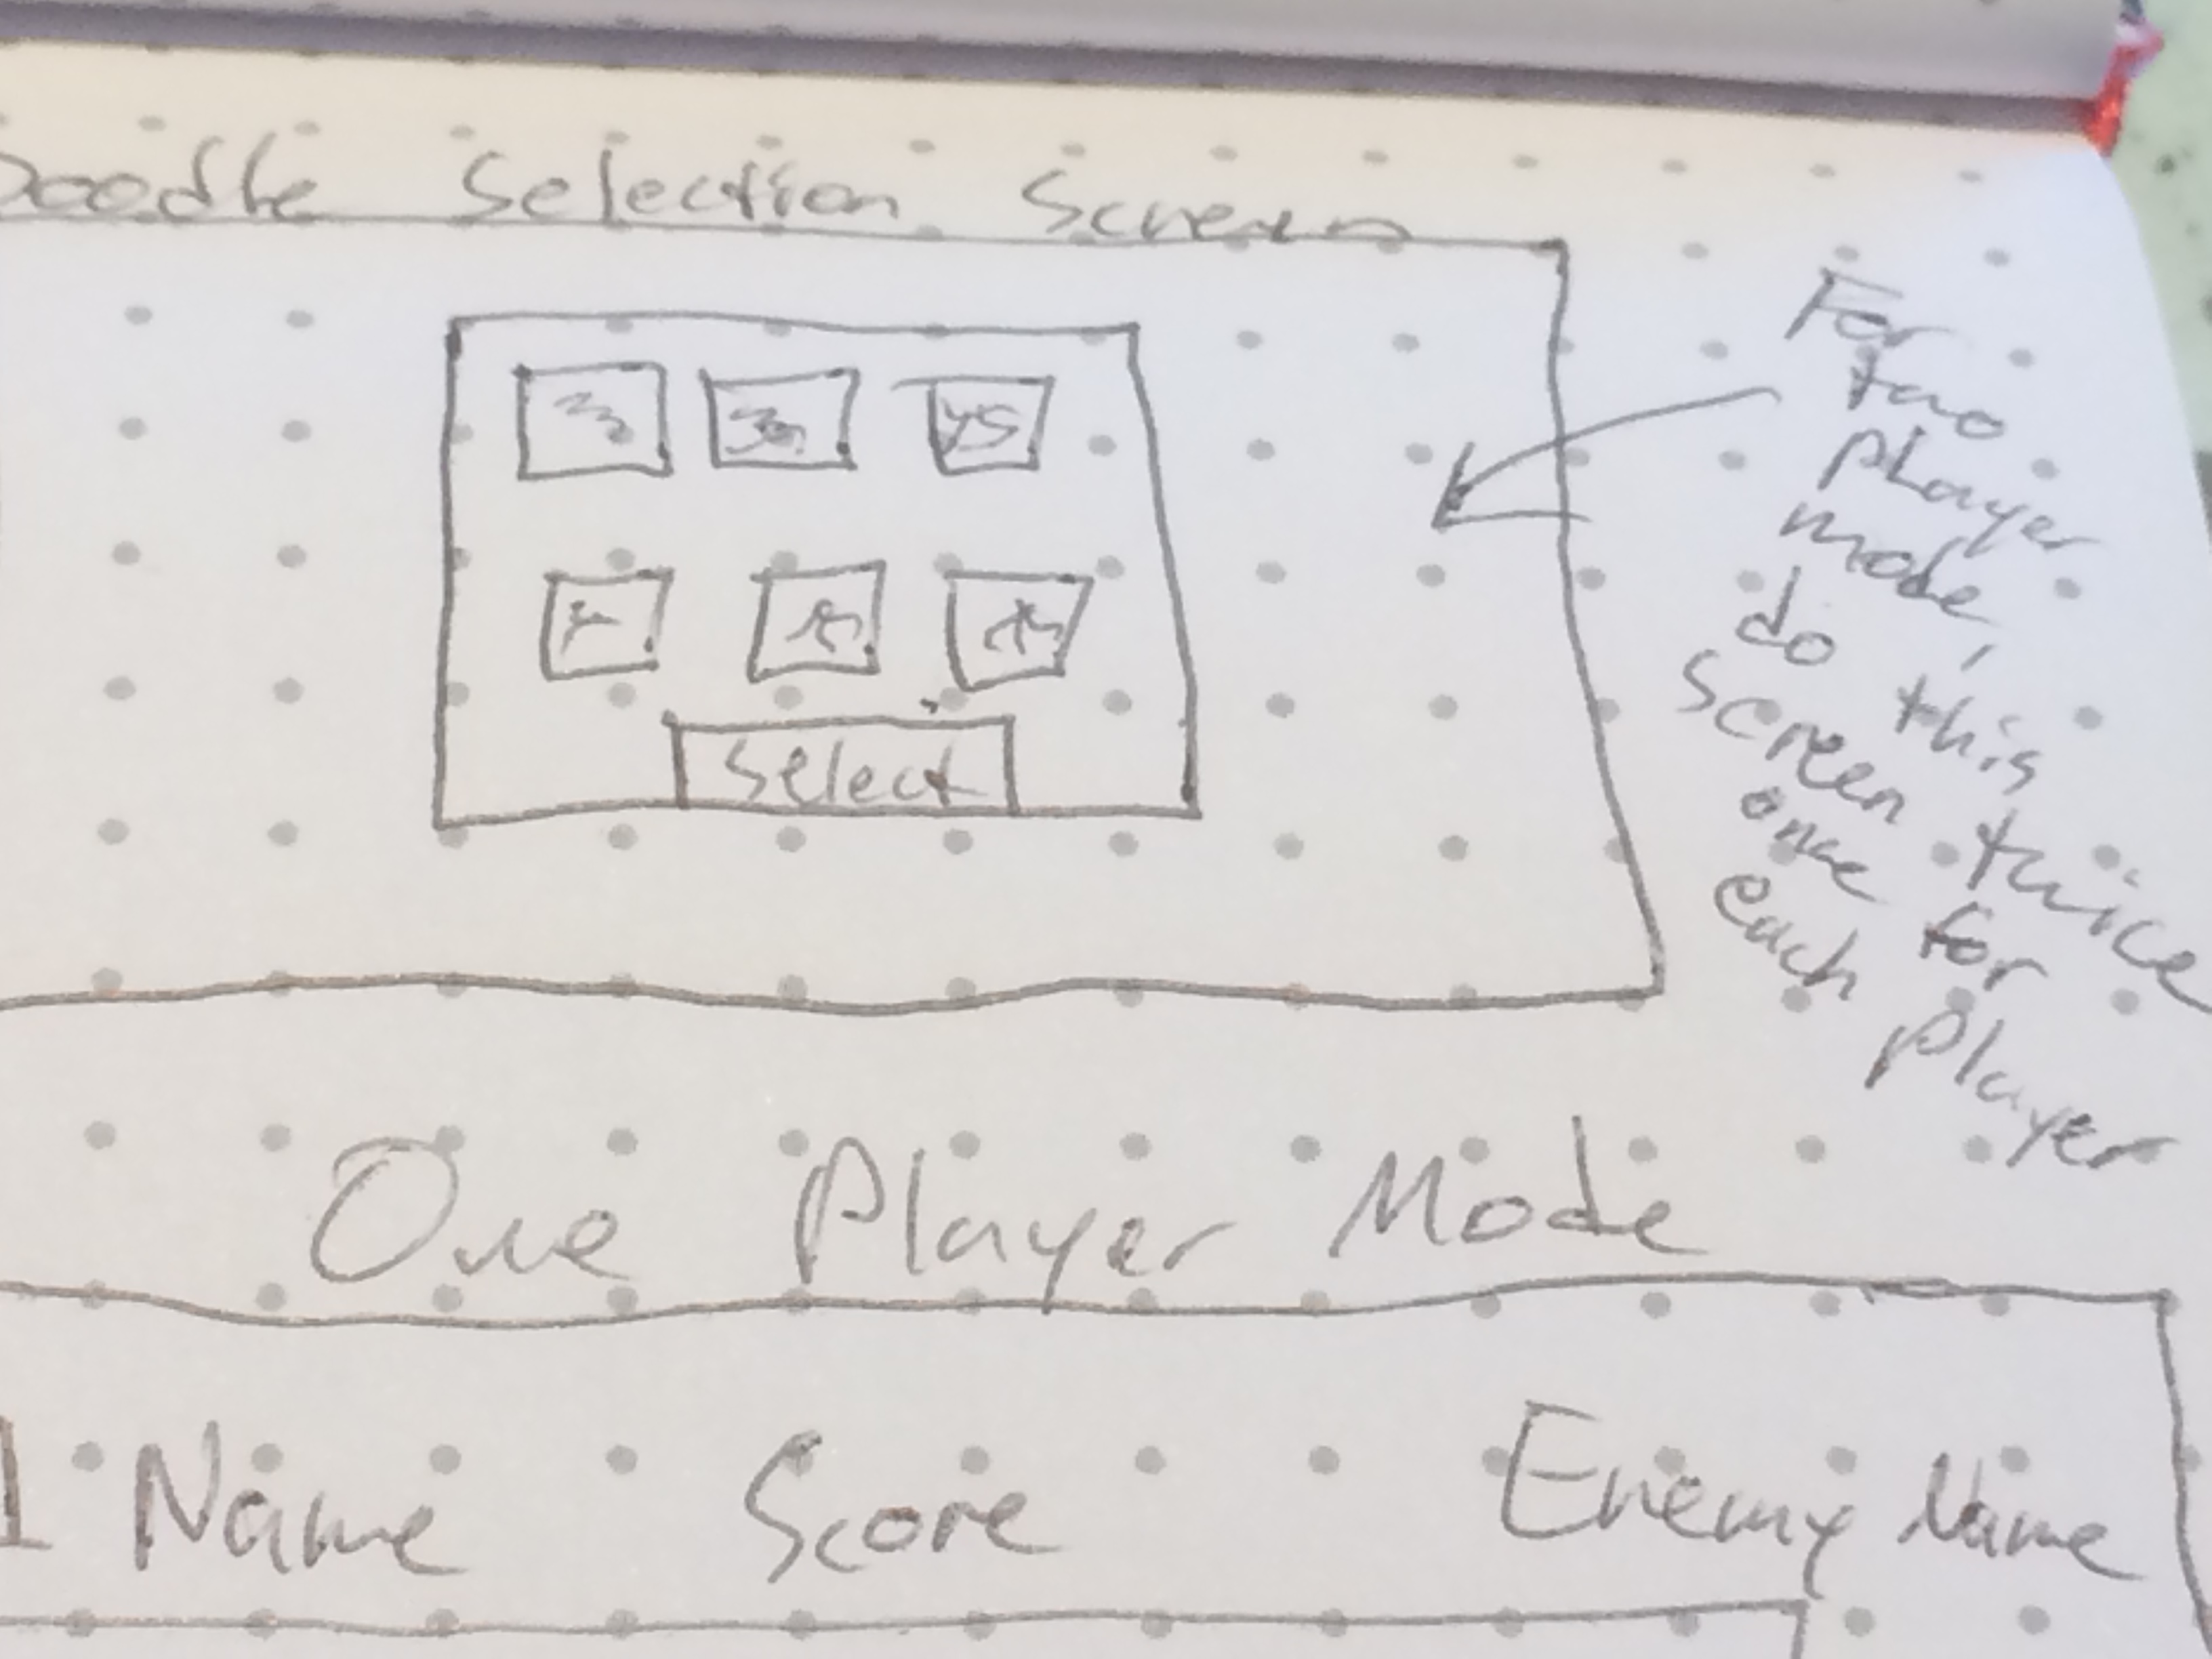 Doodle Selection Screen
For
two
player
mode,
do this
screen twice
one for
each player
Select
One Player Mode
Name Score Enemy Name